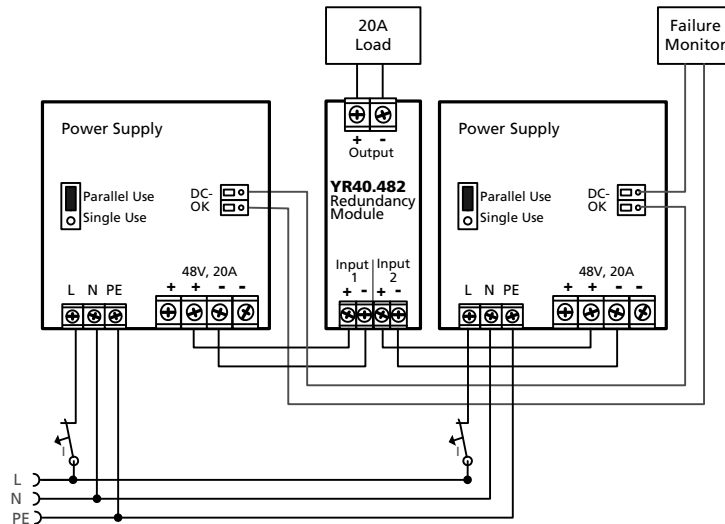 20A
Load
Failure
Monitor
Power Supply
Parallel Use
Single Use
DC-
OK
48V, 20A
+ + - -
L N PE
+ -
Output
YR40.482
Redundancy
Module
Input
1
Input
2
+ - + -
Power Supply
Parallel Use
Single Use
DC-
OK
48V, 20A
+ + - -
L N PE
I
I
L
N
PE